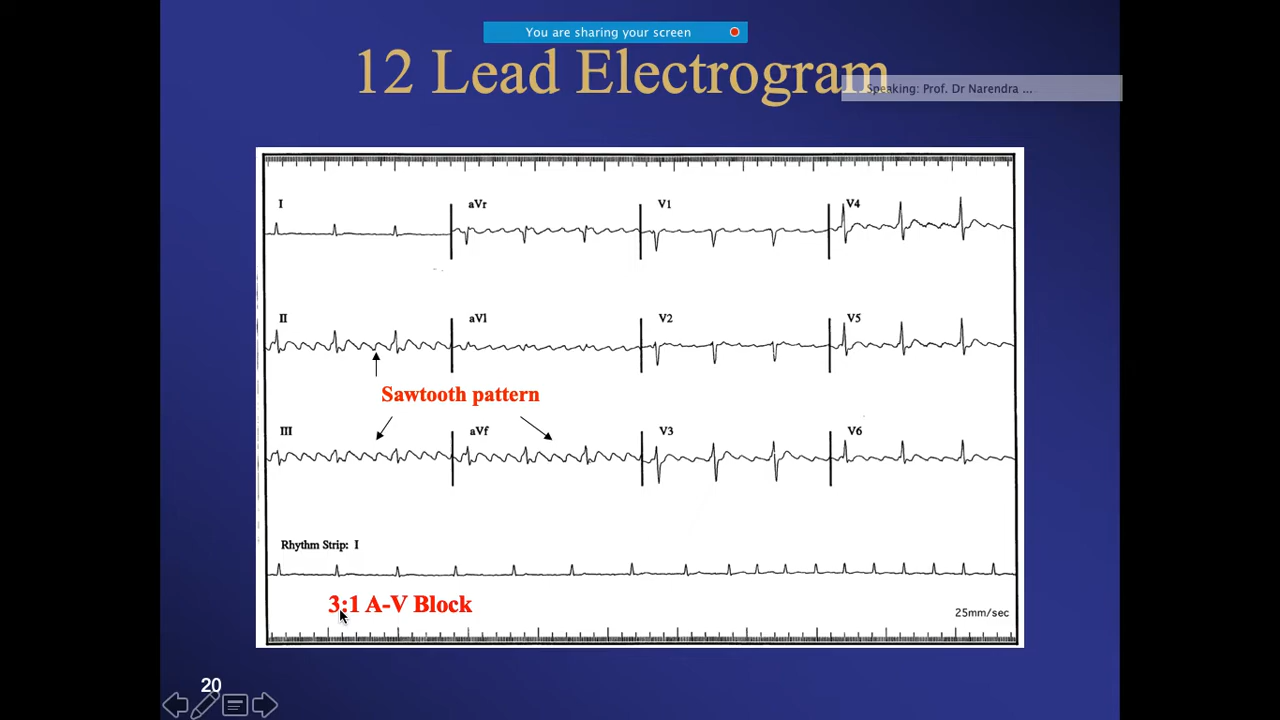 You are sharing your screen
12 Lead Electrogram
Speaking: Prof. Dr Narendra ...
I
aVr
V1
V4
II
aVl
V2
V5
Sawtooth pattern
III
aVf
V3
V6
Rhythm Strip: I
3:1 A-V Block
25mm/sec
20